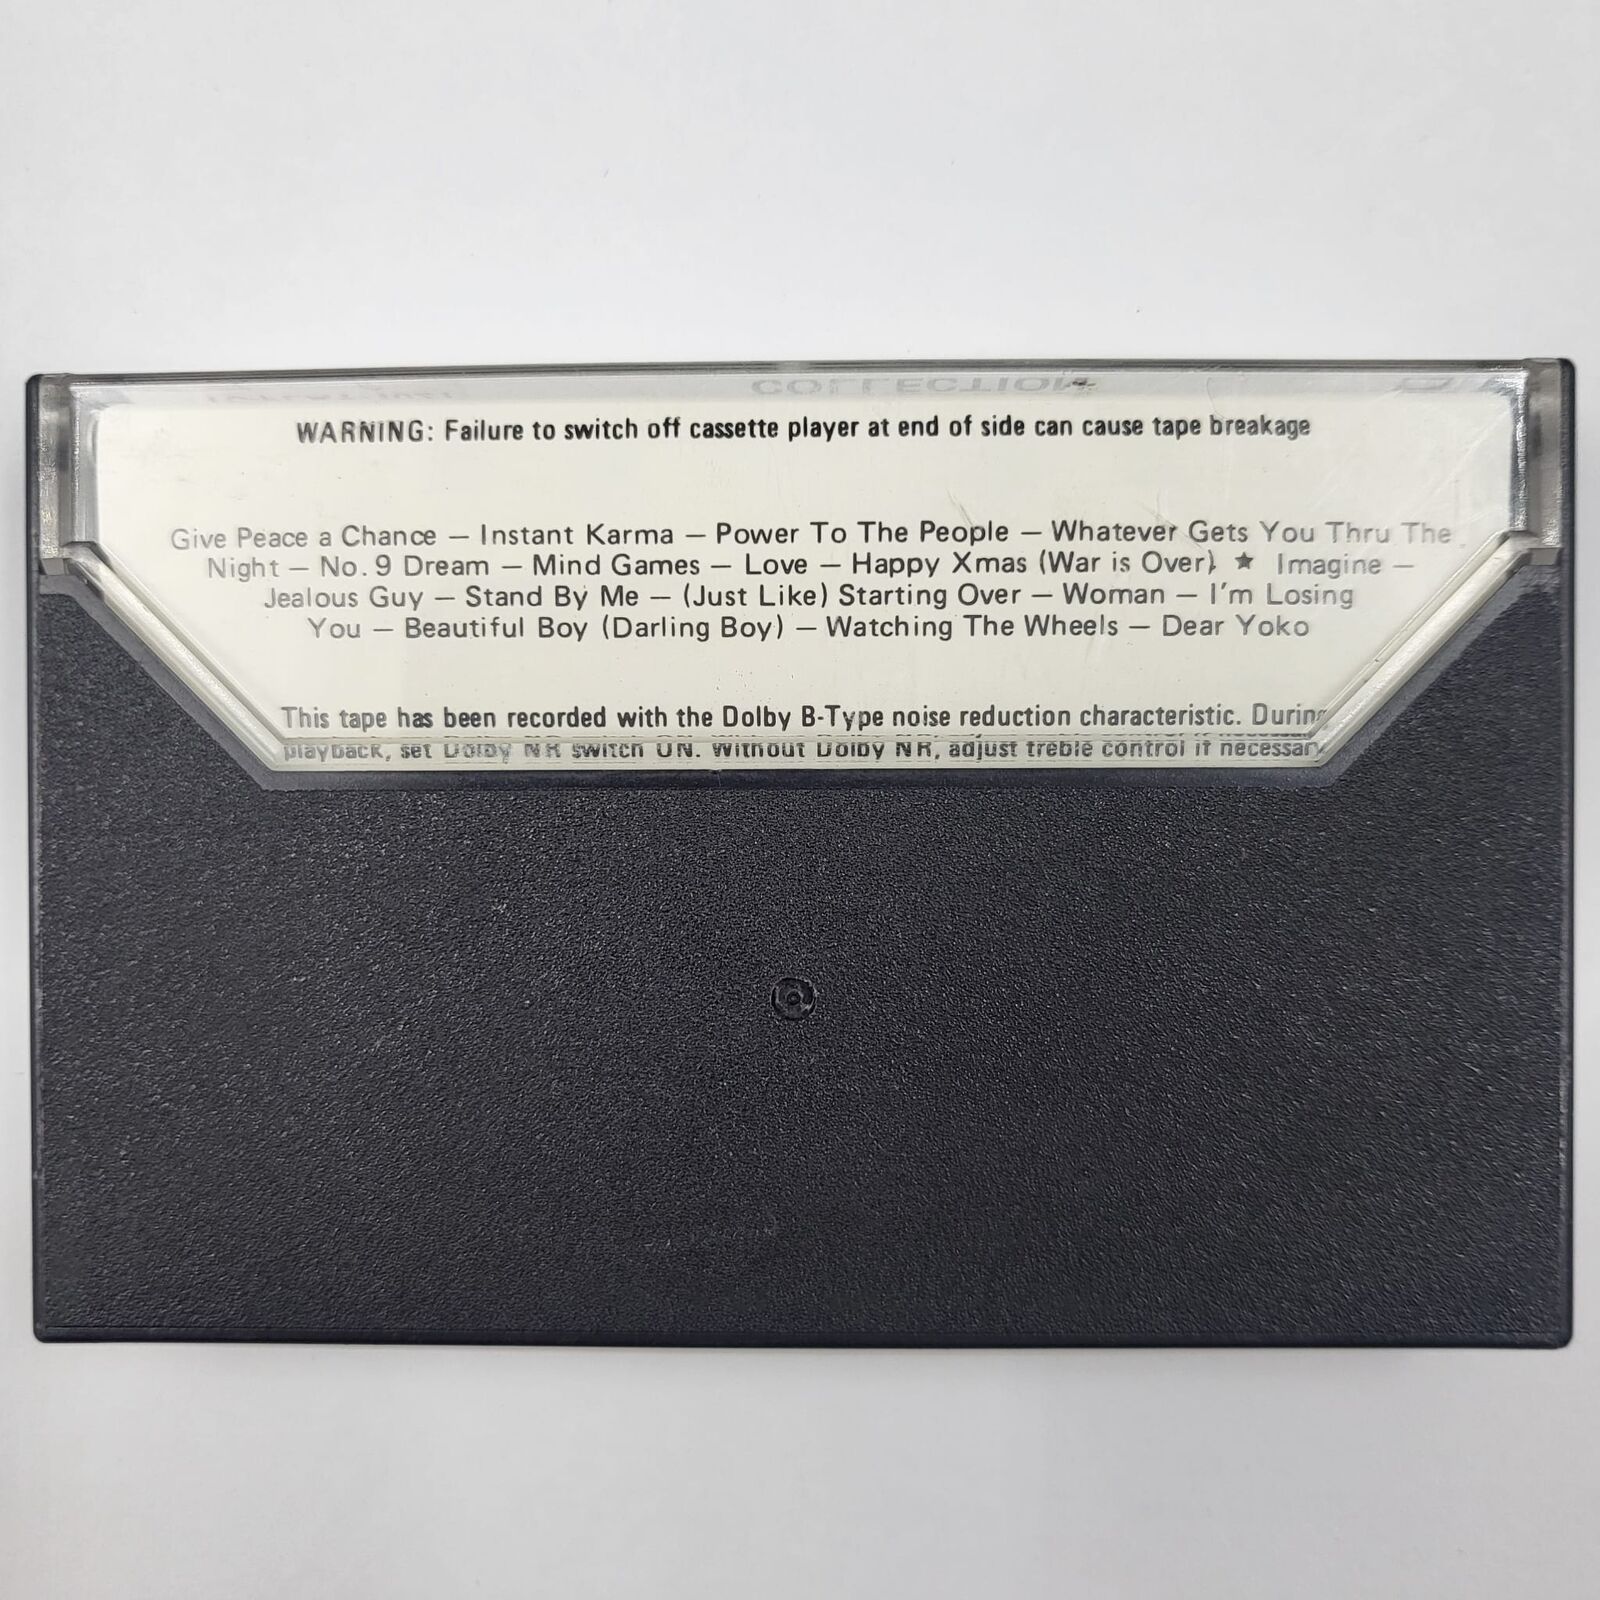 COLLECTION
WARNING: Failure to switch off cassette player at end of side can cause tape breakage
Give Peace a Chance – Instant Karma – Power To The People – Whatever Gets You Thru The
Night – No. 9 Dream – Mind Games – Love – Happy Xmas (War is Over) ★ Imagine –
Jealous Guy – Stand By Me – (Just Like) Starting Over – Woman – I'm Losing
You – Beautiful Boy (Darling Boy) – Watching The Wheels – Dear Yoko
This tape has been recorded with the Dolby B-Type noise reduction characteristic. During
playback, set Dolby NR switch ON. Without Dolby NR, adjust treble control if necessary